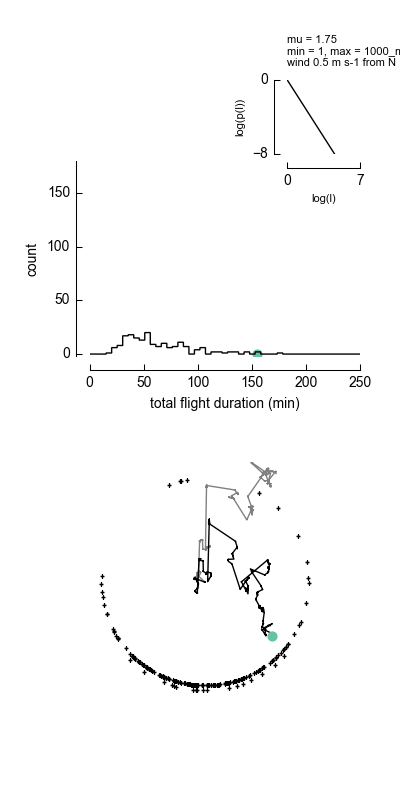 mu = 1.75
min = 1, max = 1000_m
wind 0.5 m s-1 from N
0
log(p(l))
−8
0
7
log(l)
150
100
count
50
0
0
50
100
150
200
250
total flight duration (min)